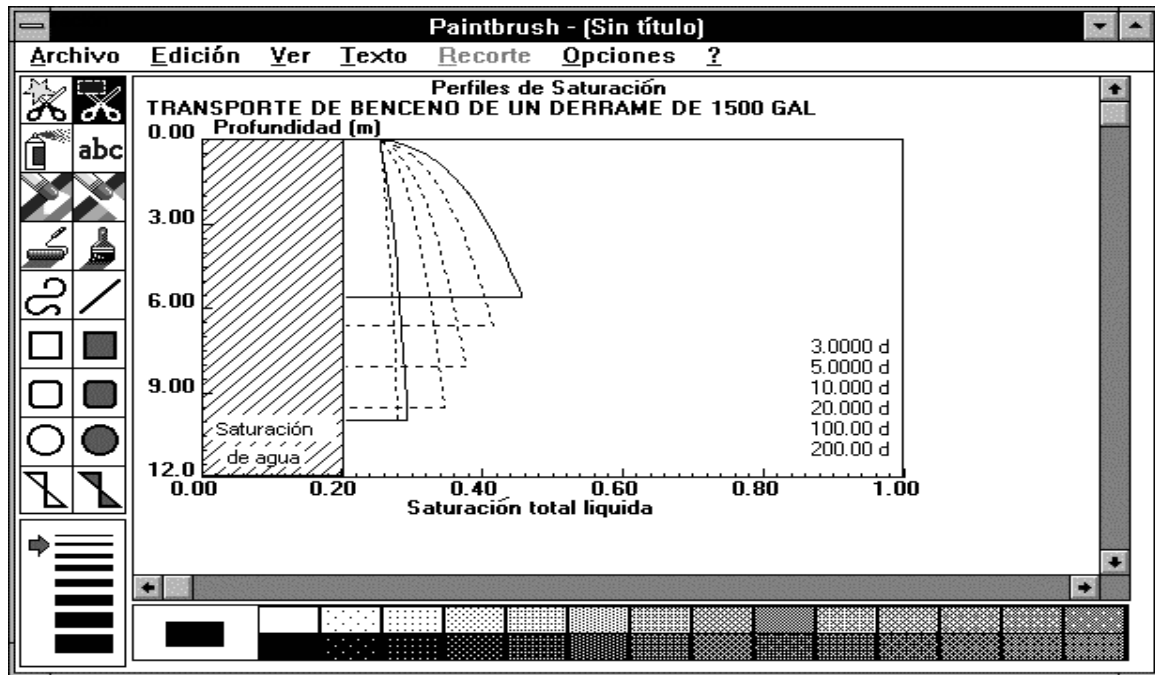 Paintbrush - (Sin título)
Archivo Edición Ver Texto Recorte Opciones ?
abc
Perfiles de Saturación
TRANSPORTE DE BENCENO DE UN DERRAME DE 1500 GAL
0.00 Profundidad (m)
3.00
6.00
9.00
12.0
Saturación
de agua
3.0000 d
5.0000 d
10.000 d
20.000 d
100.00 d
200.00 d
0.00 0.20 0.40 0.60 0.80 1.00
Saturación total liquida